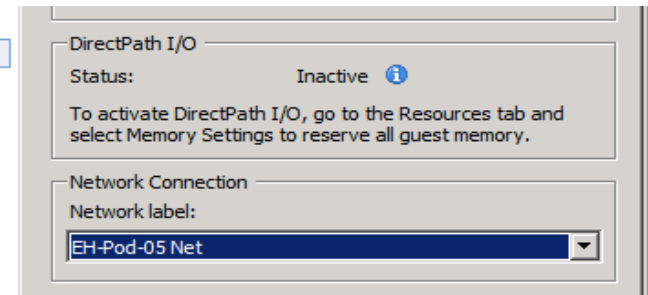 DirectPath I/O
Status: Inactive
To activate DirectPath I/O, go to the Resources tab and
select Memory Settings to reserve all guest memory.
Network Connection
Network label:
EH-Pod-05 Net